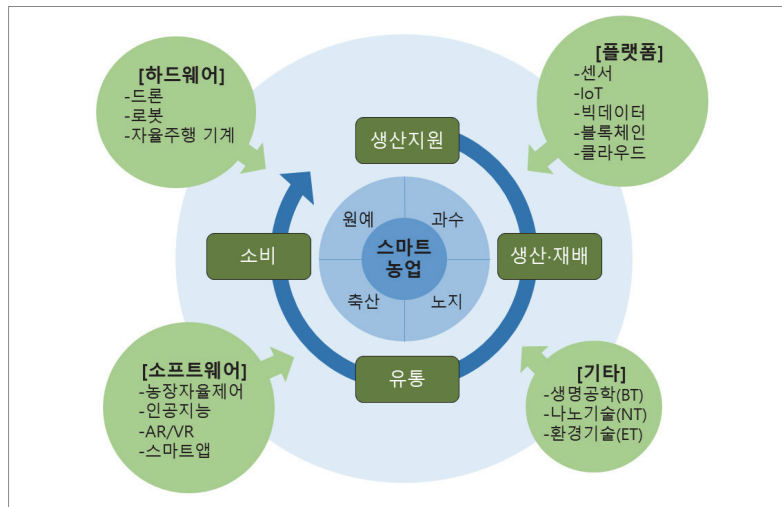 [하드웨어]
-드론
-로봇
-자율주행 기계
[플랫폼]
-센서
-IoT
-빅데이터
-블록체인
-클라우드
생산지원
원예
과수
스마트
농업
축산
노지
소비
생산·재배
유통
[소프트웨어]
-농장자율제어
-인공지능
-AR/VR
-스마트앱
[기타]
-생명공학(BT)
-나노기술(NT)
-환경기술(ET)